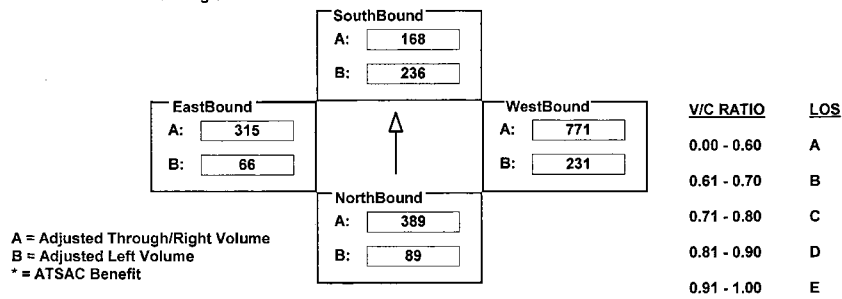 SouthBound
A: 168
B: 236
EastBound
A: 315
B: 66
WestBound
A: 771
B: 231
NorthBound
A: 389
B: 89
A = Adjusted Through/Right Volume
B = Adjusted Left Volume
* = ATSAC Benefit
V/C RATIO LOS
0.00 - 0.60 A
0.61 - 0.70 B
0.71 - 0.80 C
0.81 - 0.90 D
0.91 - 1.00 E